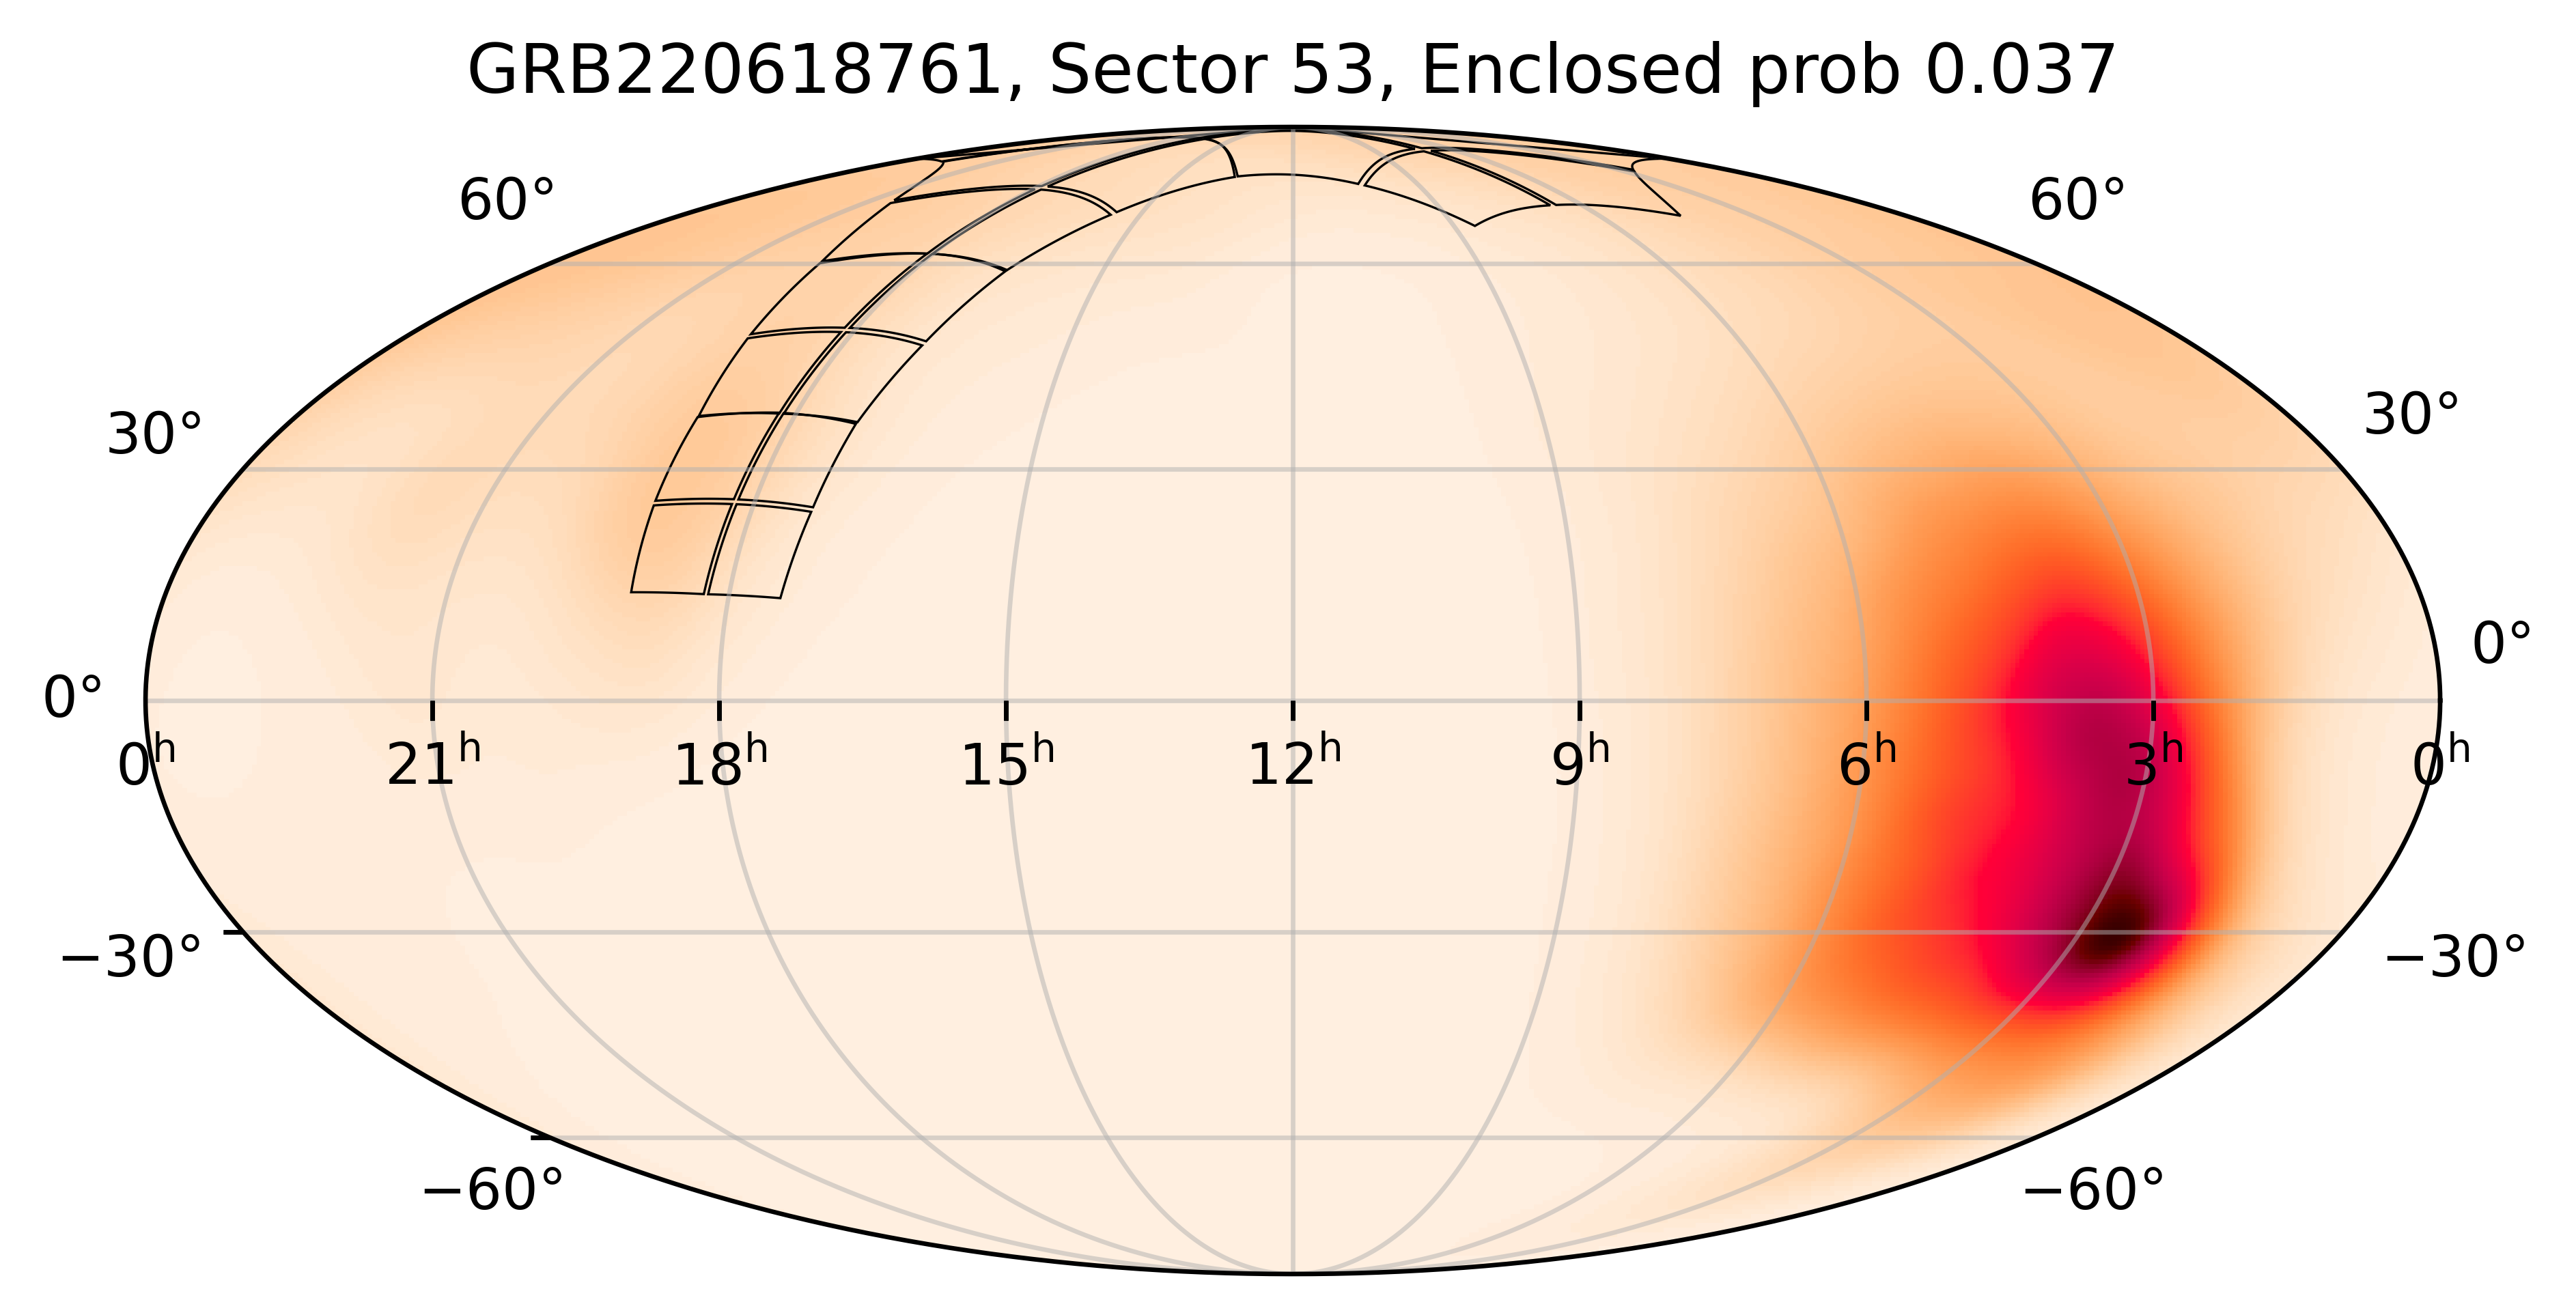 GRB220618761, Sector 53, Enclosed prob 0.037
60° 60°
30° 30°
0° 0°
0ʰ 21ʰ 18ʰ 15ʰ 12ʰ 9ʰ 6ʰ 3ʰ 0ʰ
−30° −30°
−60° −60°